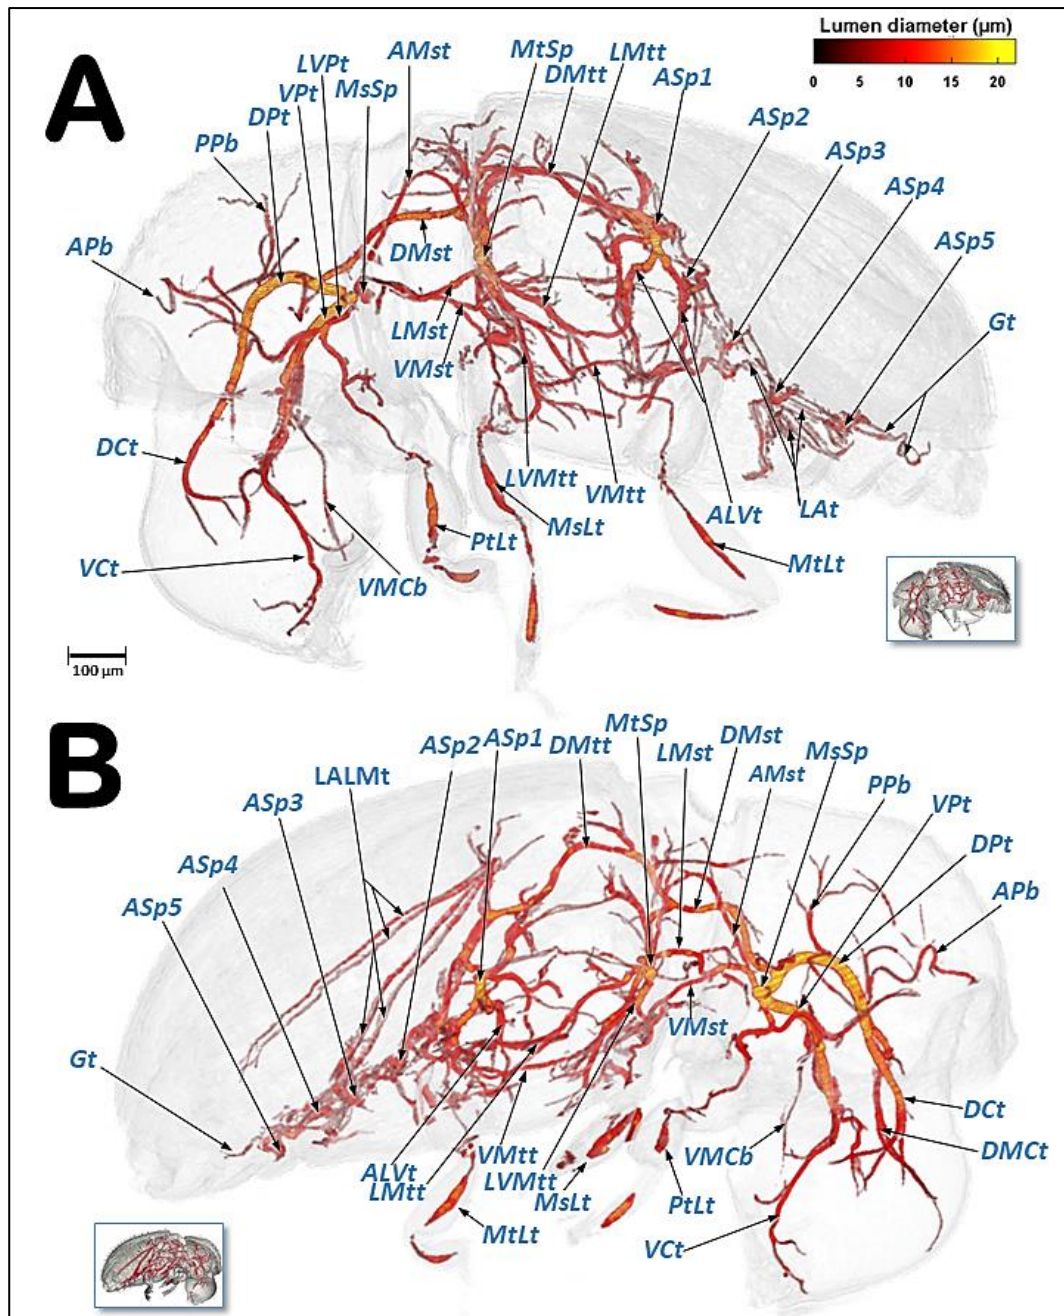 A
Lumen diameter (µm)
0 5 10 15 20
AMst
MtSp
LMtt
LVPt
DMtt
ASp1
VPt
MsSp
DPt
ASp2
PPb
ASp3
ASp4
APb
ASp5
DMst
Gt
LMst
VMst
DCt
LVMtt
VMtt
ALVt
LAt
MsLt
PtLt
MtLt
VCt
VMCb
100 µm
B
MtSp
DMst
ASp2
ASp1
DMtt
LMst
MsSp
LALMt
AMst
PPb
ASp3
VPt
ASp4
DPt
ASp5
APb
VMst
Gt
DCt
VMCb
DMCt
ALVt
VMtt
LMtt
LVMtt
MsLt
PtLt
MtLt
VCt